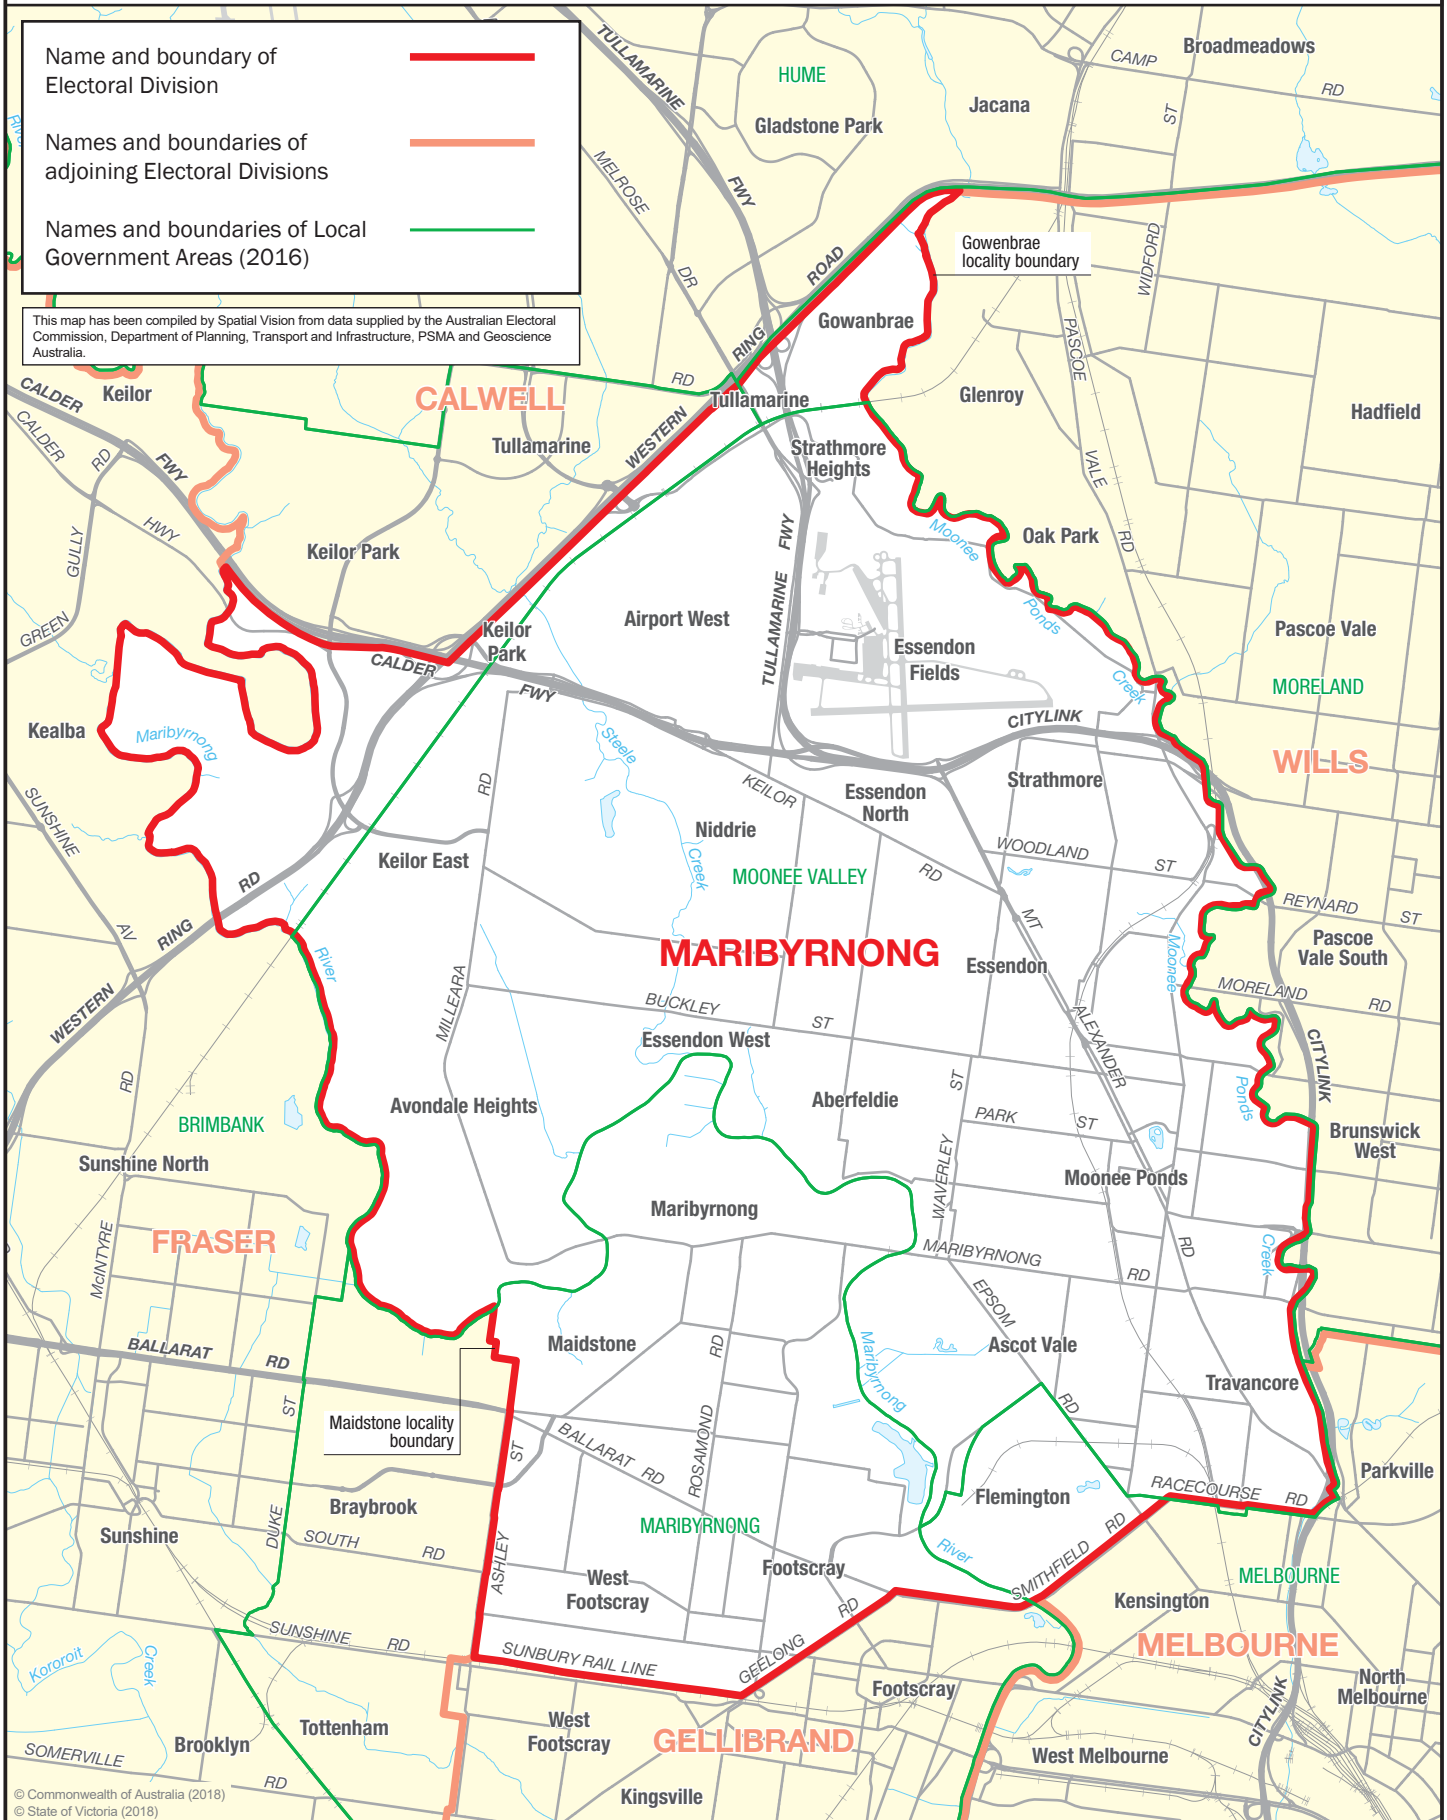 Name and boundary of
Electoral Division
Names and boundaries of
adjoining Electoral Divisions
Names and boundaries of Local
Government Areas (2016)
This map has been compiled by Spatial Vision from data supplied by the Australian Electoral
Commission, Department of Planning, Transport and Infrastructure, PSMA and Geoscience
Australia.
TULLAMARINE
FWY
HUME
Gladstone Park
Jacana
CAMP
RD
Broadmeadows
ST
WIDFORD
MELROSE
DR
ROAD
RING
WESTERN
Gowenbrae
locality boundary
Gowanbrae
PASCOE
VALE
RD
Glenroy
Hadfield
Keilor
CALDER
FWY
CALDER
HWY
RD
GULLY
GREEN
CALWELL
Tullamarine
RD
Tullamarine
Strathmore
Heights
Keilor Park
Moonee
Ponds
Creek
Oak Park
Airport West
TULLAMARINE
FWY
Essendon
Fields
Pascoe Vale
MORELAND
WILLS
Keilor
Park
CALDER
FWY
CITYLINK
Kealba
Maribyrnong
River
Steele
Creek
KEILOR
RD
Essendon
North
Strathmore
Niddrie
MOONEE VALLEY
WOODLAND
ST
SUNSHINE
AV
Keilor East
RD
MILLEARA
WESTERN
RING
RD
REYNARD
ST
Pascoe
Vale South
MARIBYRNONG
Essendon
MT
ALEXANDER
RD
Moonee
Ponds
Creek
MORELAND
RD
CITYLINK
BUCKLEY
ST
Essendon West
RD
BRIMBANK
Avondale Heights
Aberfeldie
ST
WAVERLEY
PARK
ST
Brunswick
West
Sunshine North
Moonee Ponds
Maribyrnong
FRASER
McINTYRE
MARIBYRNONG
RD
EPSOM
RD
BALLARAT
RD
Maidstone
RD
ROSAMOND
Ascot Vale
Maribyrnong
River
Travancore
ST
DUKE
Maidstone locality
boundary
ST
ASHLEY
BALLARAT
RD
Parkville
Flemington
RACECOURSE
RD
Braybrook
Sunshine
SOUTH
RD
MARIBYRNONG
Footscray
SMITHFIELD
RD
MELBOURNE
West
Footscray
Kensington
SUNSHINE
RD
SUNBURY RAIL LINE
GEELONG
RD
MELBOURNE
Kororoit
Creek
Footscray
North
Melbourne
CITYLINK
Tottenham
West
Footscray
GELLIBRAND
Brooklyn
SOMERVILLE
RD
West Melbourne
Kingsville
© Commonwealth of Australia (2018)
© State of Victoria (2018)